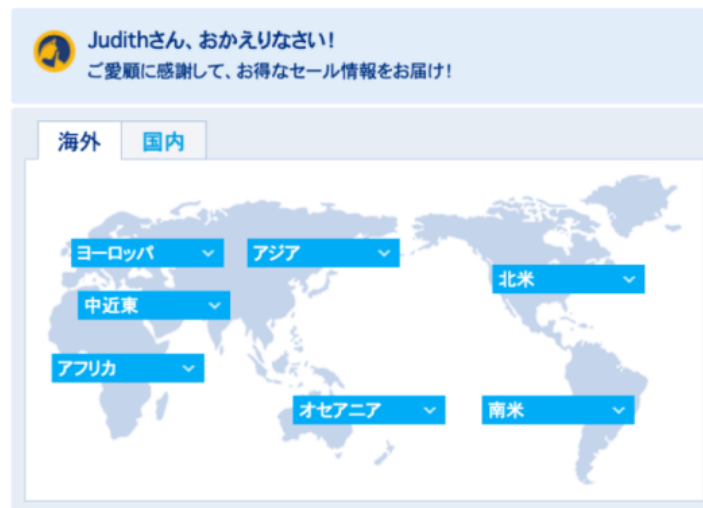 Judithさん、おかえりなさい!
ご愛顧に感謝して、お得なセール情報をお届け!
海外 国内
ヨーロッパ アジア
北米
中近東
アフリカ
オセアニア 南米